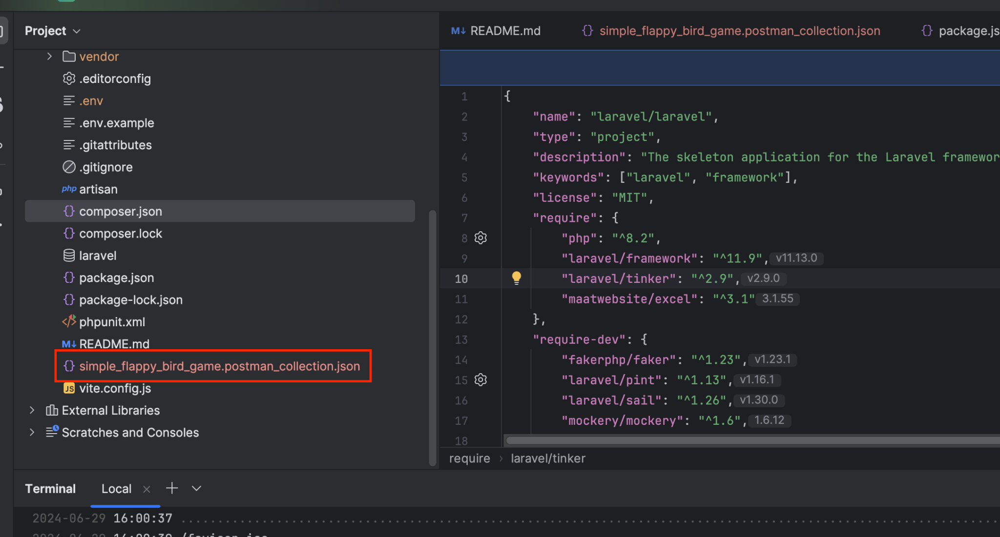 Project
vendor
.editorconfig
.env
.env.example
.gitattributes
.gitignore
php artisan
{} composer.json
{} composer.lock
laravel
{} package.json
{} package-lock.json
</> phpunit.xml
M↓ README.md
{} simple_flappy_bird_game.postman_collection.json
JS vite.config.js
External Libraries
Scratches and Consoles
M↓ README.md {} simple_flappy_bird_game.postman_collection.json {} package.js
1 {
2 "name": "laravel/laravel",
3 "type": "project",
4 "description": "The skeleton application for the Laravel framewor
5 "keywords": ["laravel", "framework"],
6 "license": "MIT",
7 "require": {
8 "php": "^8.2",
9 "laravel/framework": "^11.9", v11.13.0
10 "laravel/tinker": "^2.9", v2.9.0
11 "maatwebsite/excel": "^3.1" 3.1.55
12 },
13 "require-dev": {
14 "fakerphp/faker": "^1.23", v1.23.1
15 "laravel/pint": "^1.13", v1.16.1
16 "laravel/sail": "^1.26", v1.30.0
17 "mockery/mockery": "^1.6", 1.6.12
18
require › laravel/tinker
Terminal Local × +
2024-06-29 16:00:37 ........................................................................